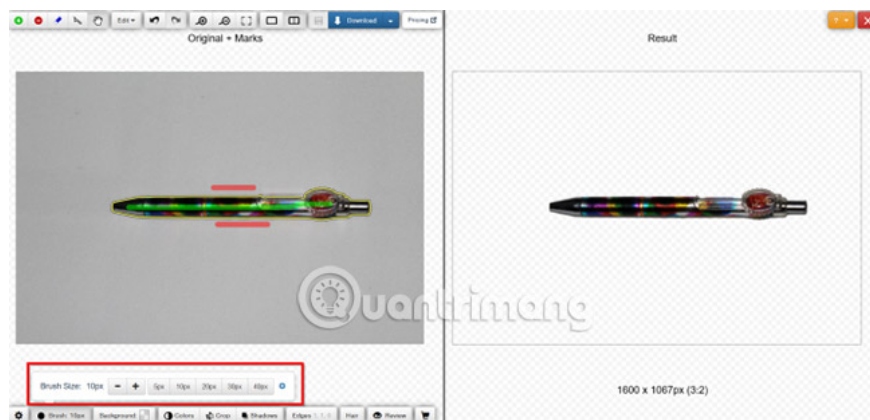 Edit
Download
Pricing
Original + Marks
Result
Quantrimang
Brush Size: 10px
5px
10px
20px
30px
40px
1600 x 1067px (3:2)
Brush: 10px
Background
Colors
Crop
Shadows
Edges
Hair
Review